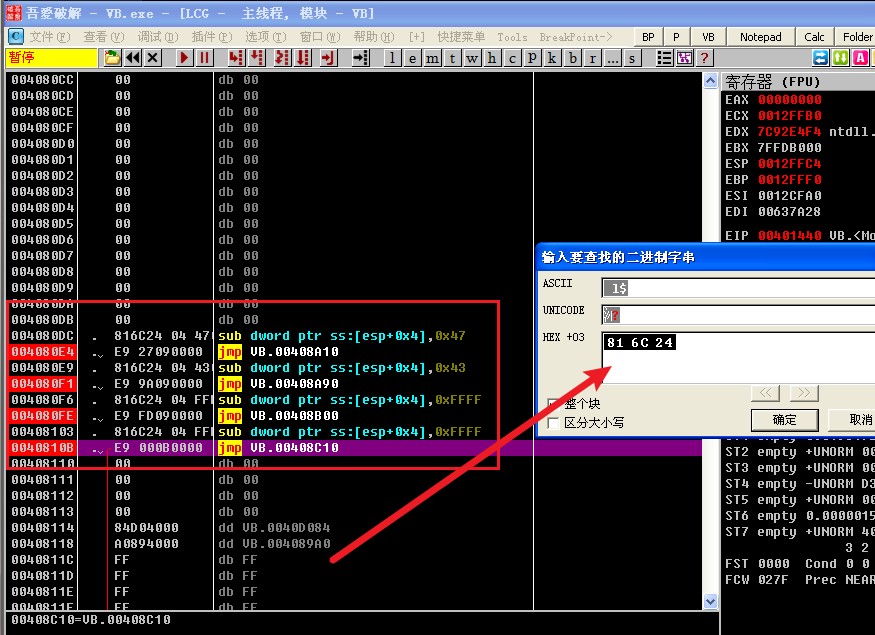 吾愛破解 - VB.exe - [LCG - 主线程, 模块 - VB]
C 文件(F) 查看(V) 调试(D) 插件(P) 选项(T) 窗口(W) 帮助(H) [+] 快捷菜单 Tools BreakPoint-> BP P VB Notepad Calc Folder
暂停 l e m t w h c p k b r ... s ? A
004080CC 00 db 00
004080CD 00 db 00
004080CE 00 db 00
004080CF 00 db 00
004080D0 00 db 00
004080D1 00 db 00
004080D2 00 db 00
004080D3 00 db 00
004080D4 00 db 00
004080D5 00 db 00
004080D6 00 db 00
004080D7 00 db 00
004080D8 00 db 00
004080D9 00 db 00
004080DA 00 db 00
004080DB 00 db 00
004080DC . 816C24 04 47 sub dword ptr ss:[esp+0x4],0x47
004080E4 . E9 27090000 jmp VB.00408A10
004080E9 . 816C24 04 43 sub dword ptr ss:[esp+0x4],0x43
004080F1 . E9 9A090000 jmp VB.00408A90
004080F6 . 816C24 04 FF sub dword ptr ss:[esp+0x4],0xFFFF
004080FE . E9 FD090000 jmp VB.00408B00
00408103 . 816C24 04 FF sub dword ptr ss:[esp+0x4],0xFFFF
0040810B . E9 000B0000 jmp VB.00408C10
00408110 00 db 00
00408111 00 db 00
00408112 00 db 00
00408113 00 db 00
00408114 84D04000 dd VB.0040D084
00408118 A0894000 dd VB.004089A0
0040811C FF db FF
0040811D FF db FF
0040811E FF db FF
0040811F FF db FF
00408C10=VB.00408C10
寄存器 (FPU)
EAX 00000000
ECX 0012FFB0
EDX 7C92E4F4 ntdll.
EBX 7FFDB000
ESP 0012FFC4
EBP 0012FFF0
ESI 0012CFA0
EDI 00637A28
EIP 00401440 VB.<Mo
输入要查找的二进制字串
ASCII l$
UNICODE ?
HEX +03 81 6C 24
<< >>
整个块
区分大小写
确定 取消
ST2 empty +UNORM 00
ST3 empty +UNORM 00
ST4 empty -UNORM D3
ST5 empty +UNORM 00
ST6 empty 0.0000015
ST7 empty +UNORM 40
3 2
FST 0000 Cond 0 0
FCW 027F Prec NEAR